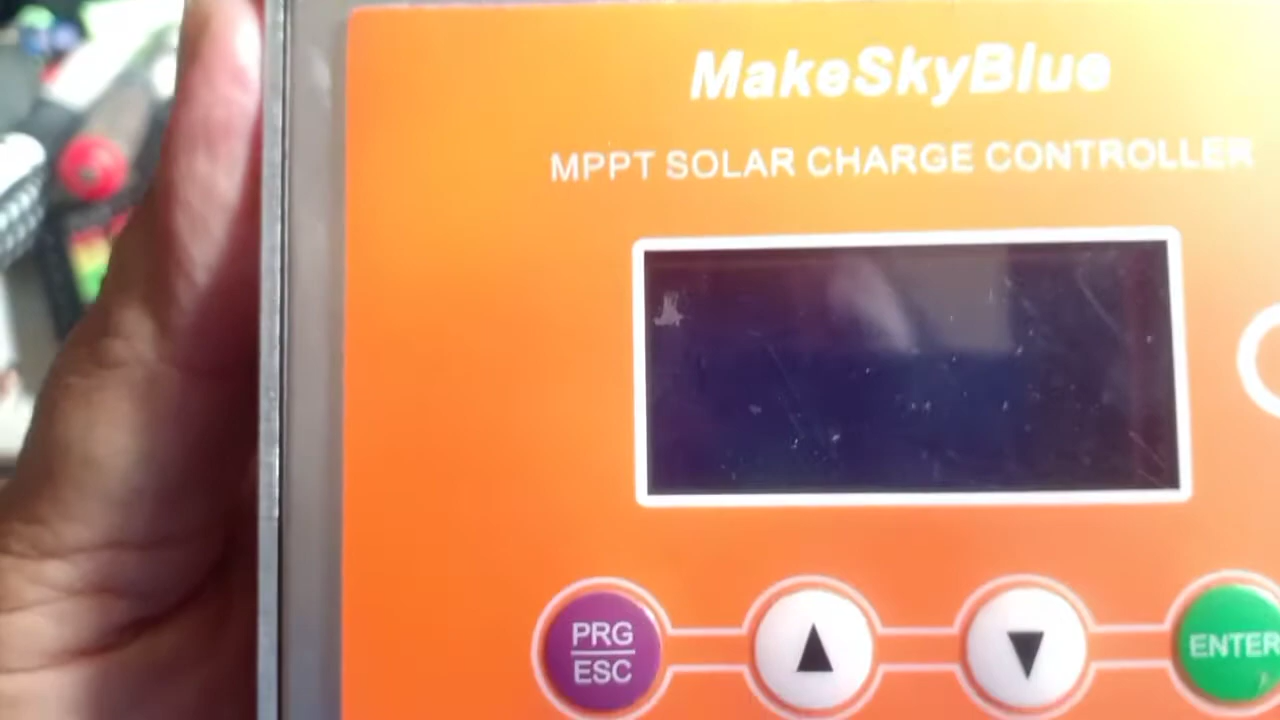 MakeSkyBlue
MPPT SOLAR CHARGE CONTROLLER
PRG
ESC
ENTER